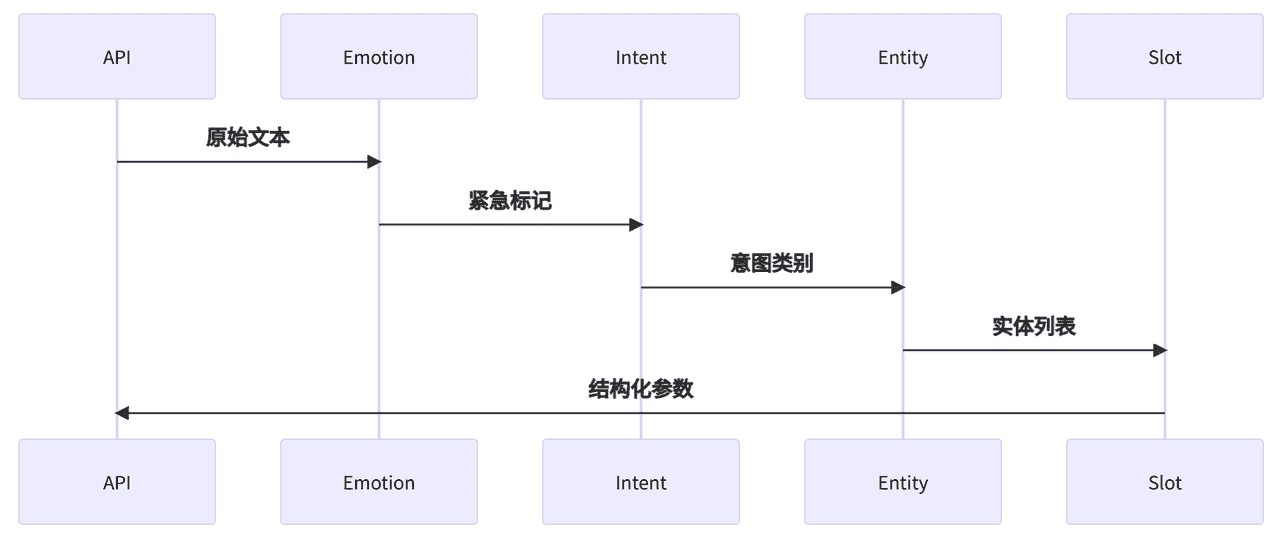 API
Emotion
Intent
Entity
Slot
原始文本
紧急标记
意图类别
实体列表
结构化参数
API
Emotion
Intent
Entity
Slot